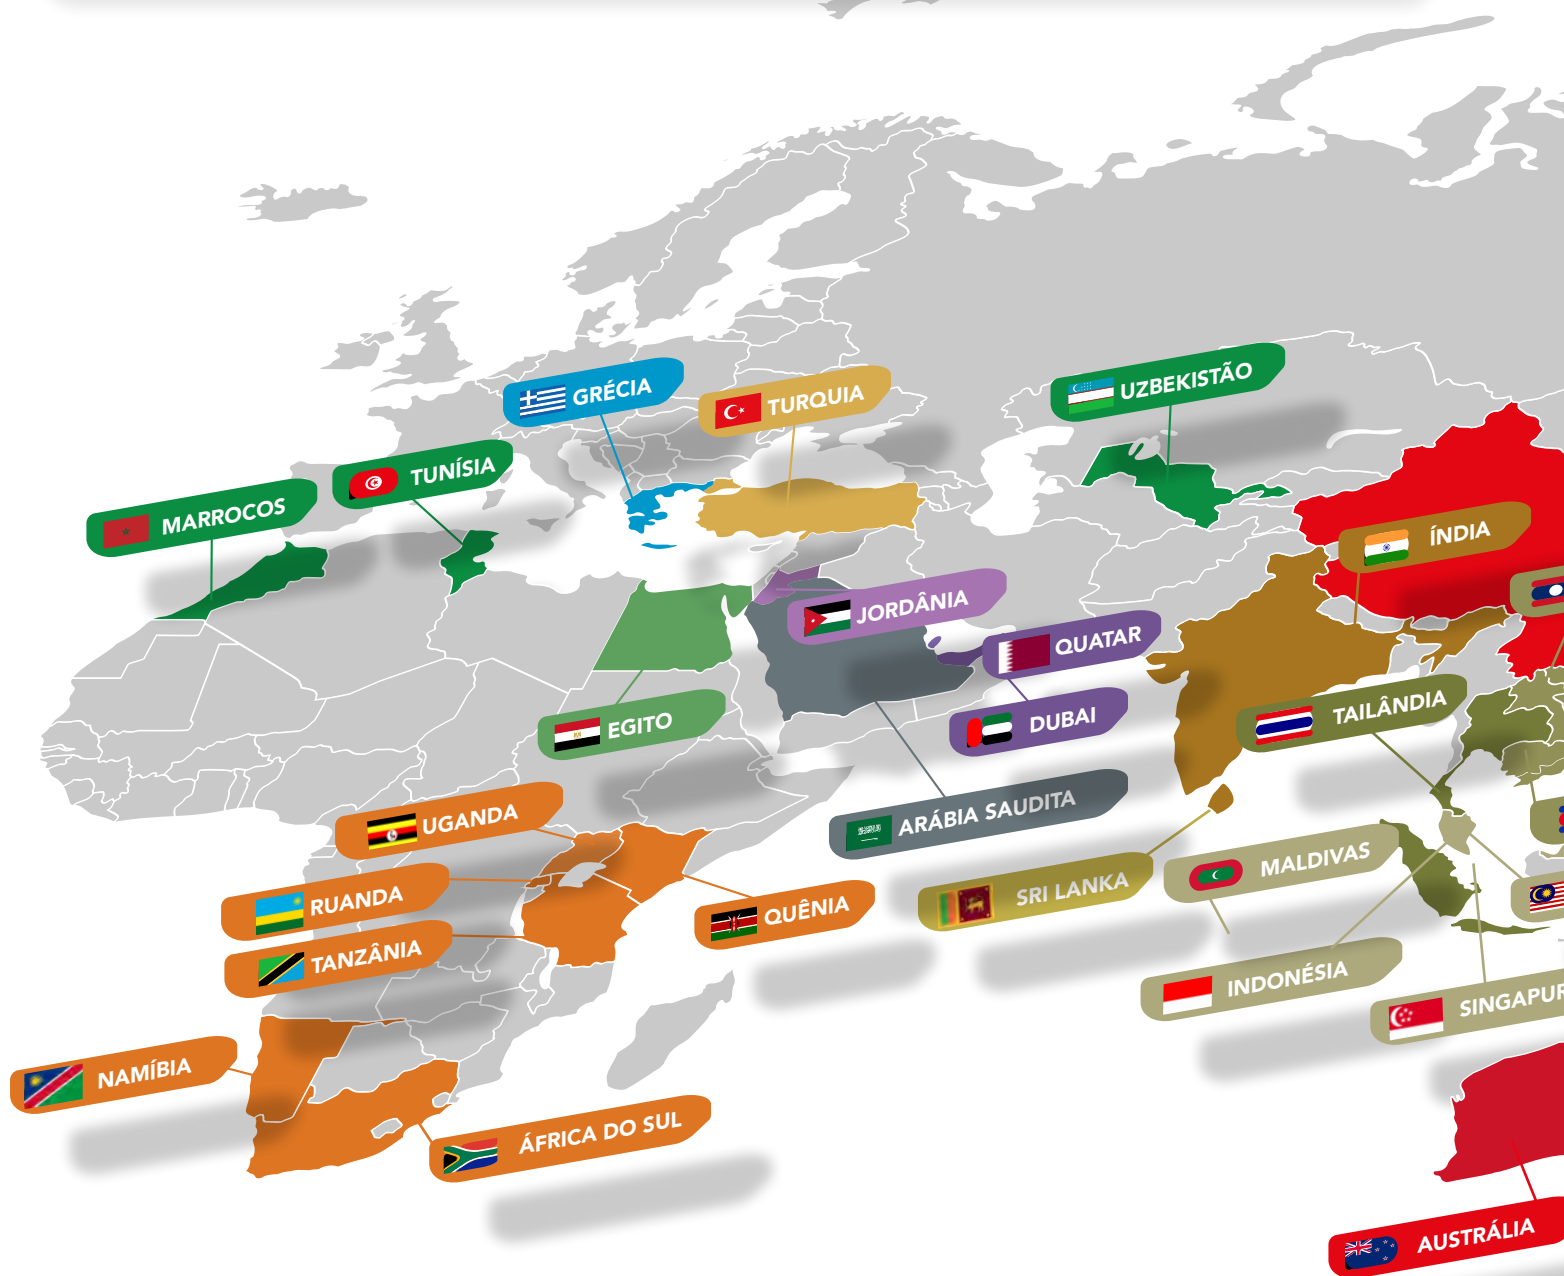 GRÉCIA
TURQUIA
UZBEKISTÃO
TUNÍSIA
MARROCOS
ÍNDIA
JORDÂNIA
QUATAR
EGITO
DUBAI
TAILÂNDIA
UGANDA
ARÁBIA SAUDITA
MALDIVAS
RUANDA
SRI LANKA
QUÊNIA
TANZÂNIA
INDONÉSIA
SINGAPUR
NAMÍBIA
ÁFRICA DO SUL
AUSTRÁLIA